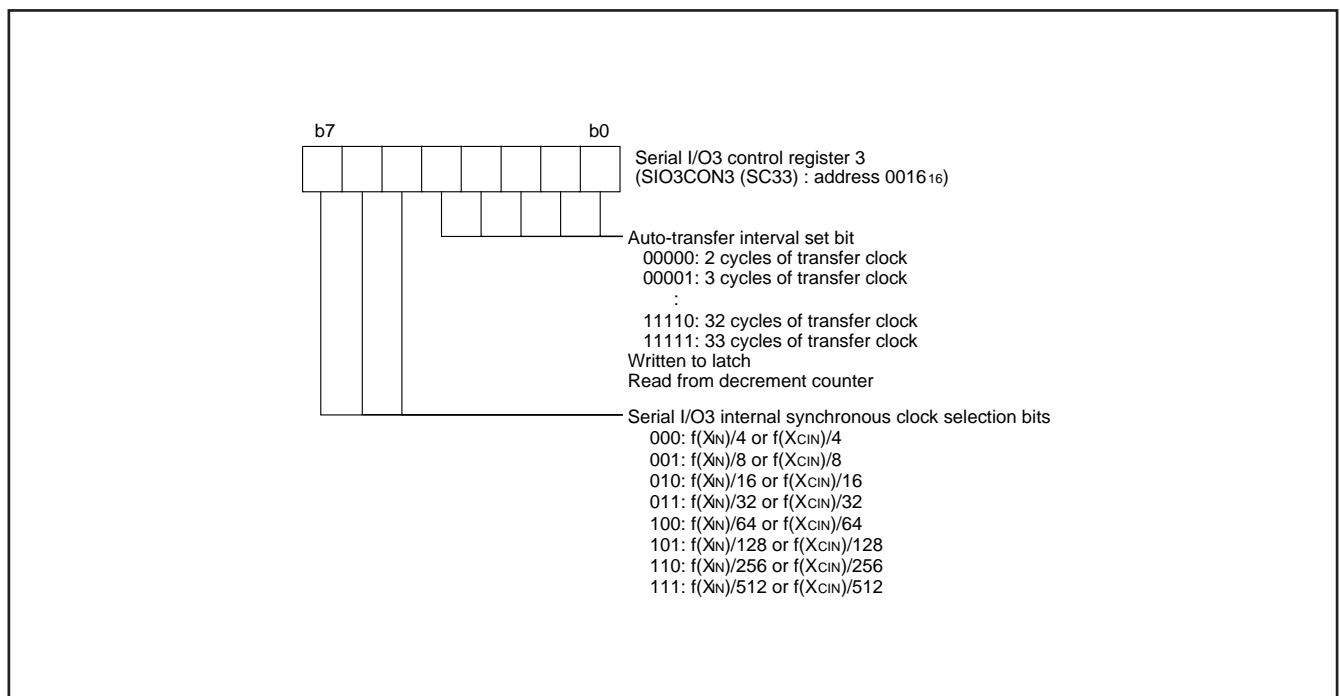 b7 b0
Serial I/O3 control register 3
(SIO3CON3 (SC33) : address 001616)
Auto-transfer interval set bit
00000: 2 cycles of transfer clock
00001: 3 cycles of transfer clock
:
11110: 32 cycles of transfer clock
11111: 33 cycles of transfer clock
Written to latch
Read from decrement counter
Serial I/O3 internal synchronous clock selection bits
000: f(XIN)/4 or f(XCIN)/4
001: f(XIN)/8 or f(XCIN)/8
010: f(XIN)/16 or f(XCIN)/16
011: f(XIN)/32 or f(XCIN)/32
100: f(XIN)/64 or f(XCIN)/64
101: f(XIN)/128 or f(XCIN)/128
110: f(XIN)/256 or f(XCIN)/256
111: f(XIN)/512 or f(XCIN)/512